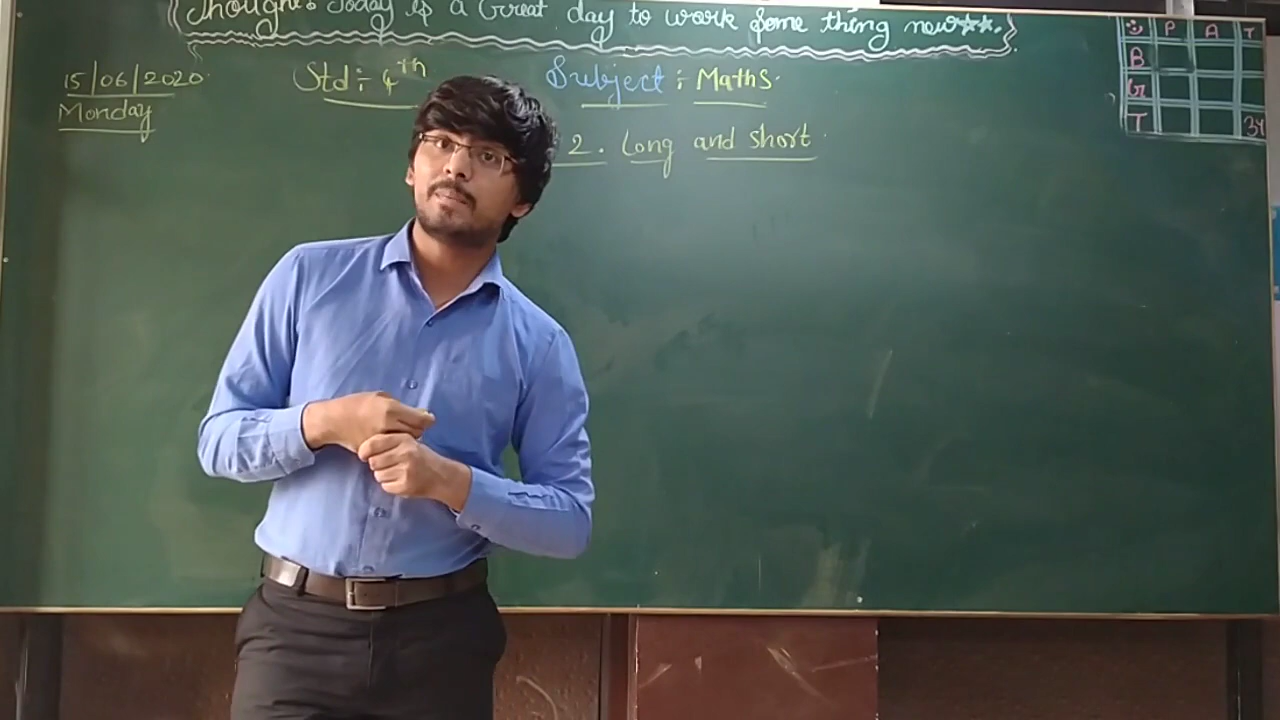 Thought: Today is a Great day to work some thing new**.
15/06/2020
Monday
Std : 4th
Subject : Maths.
2. Long and short.
P A T
B
G
T 34